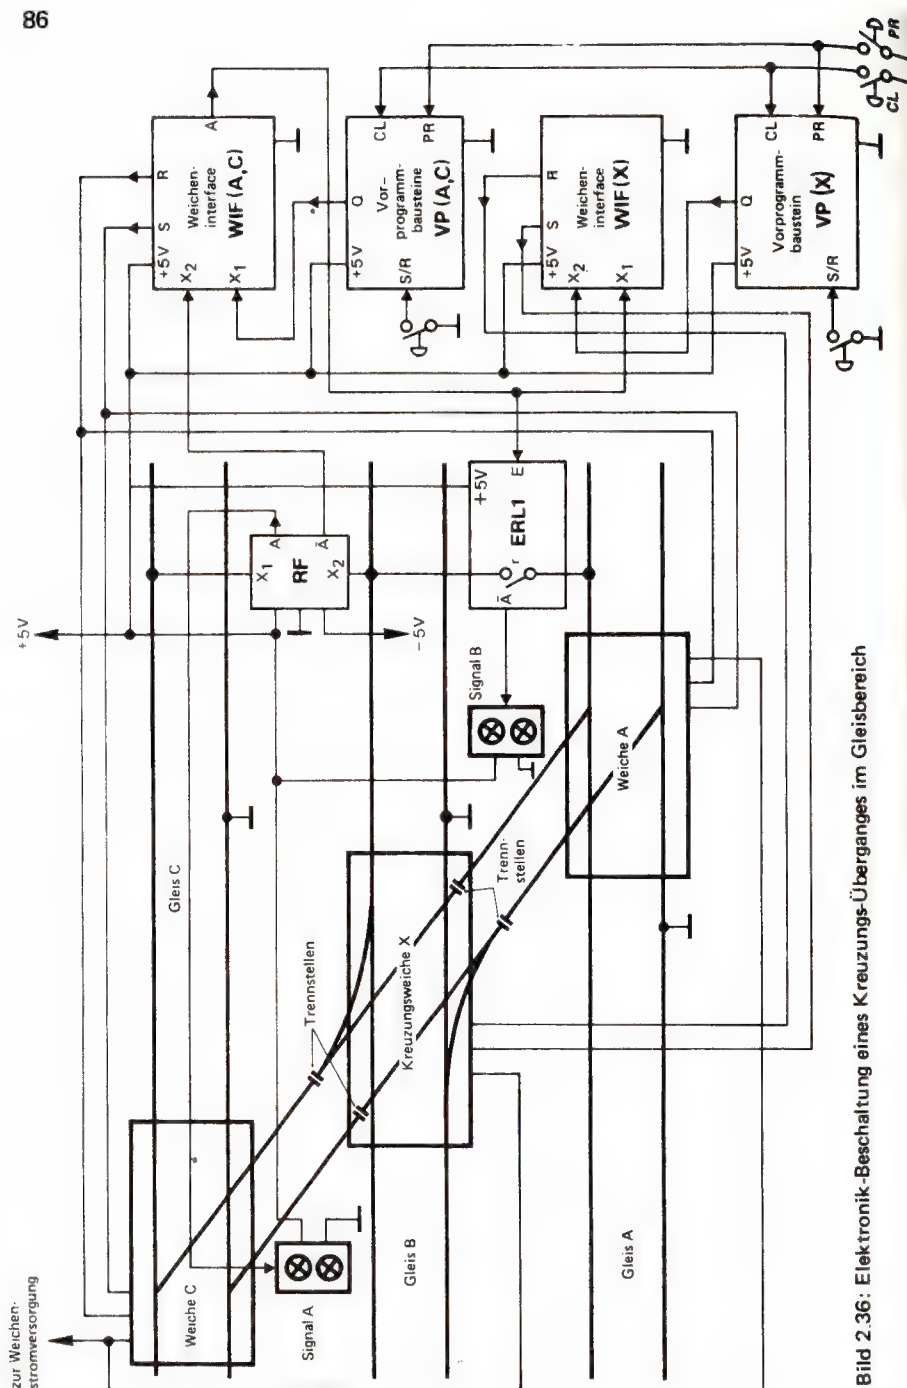 86
zur Weichen-
stromversorgung
Weiche C
Signal A
Gleis C
Gleis B
Gleis A
Trennstellen
Kreuzungsweiche X
Trenn-
stellen
Weiche A
Signal B
+5V
−5V
X1
RF
X2
A
Ā
+5V
ERL1
E
Ā
r
X2
+5V
S
R
X1
Weichen-
interface
WIF (A,C)
A
+5V
Q
S/R
Vor-
programm-
bausteine
VP (A,C)
CL
PR
+5V
S
R
X2
X1
Weichen-
interface
WIF (X)
+5V
Q
S/R
Vorprogramm-
baustein
VP (X)
CL
PR
CL
PR
Bild 2.36: Elektronik-Beschaltung eines Kreuzungs-Überganges im Gleisbereich